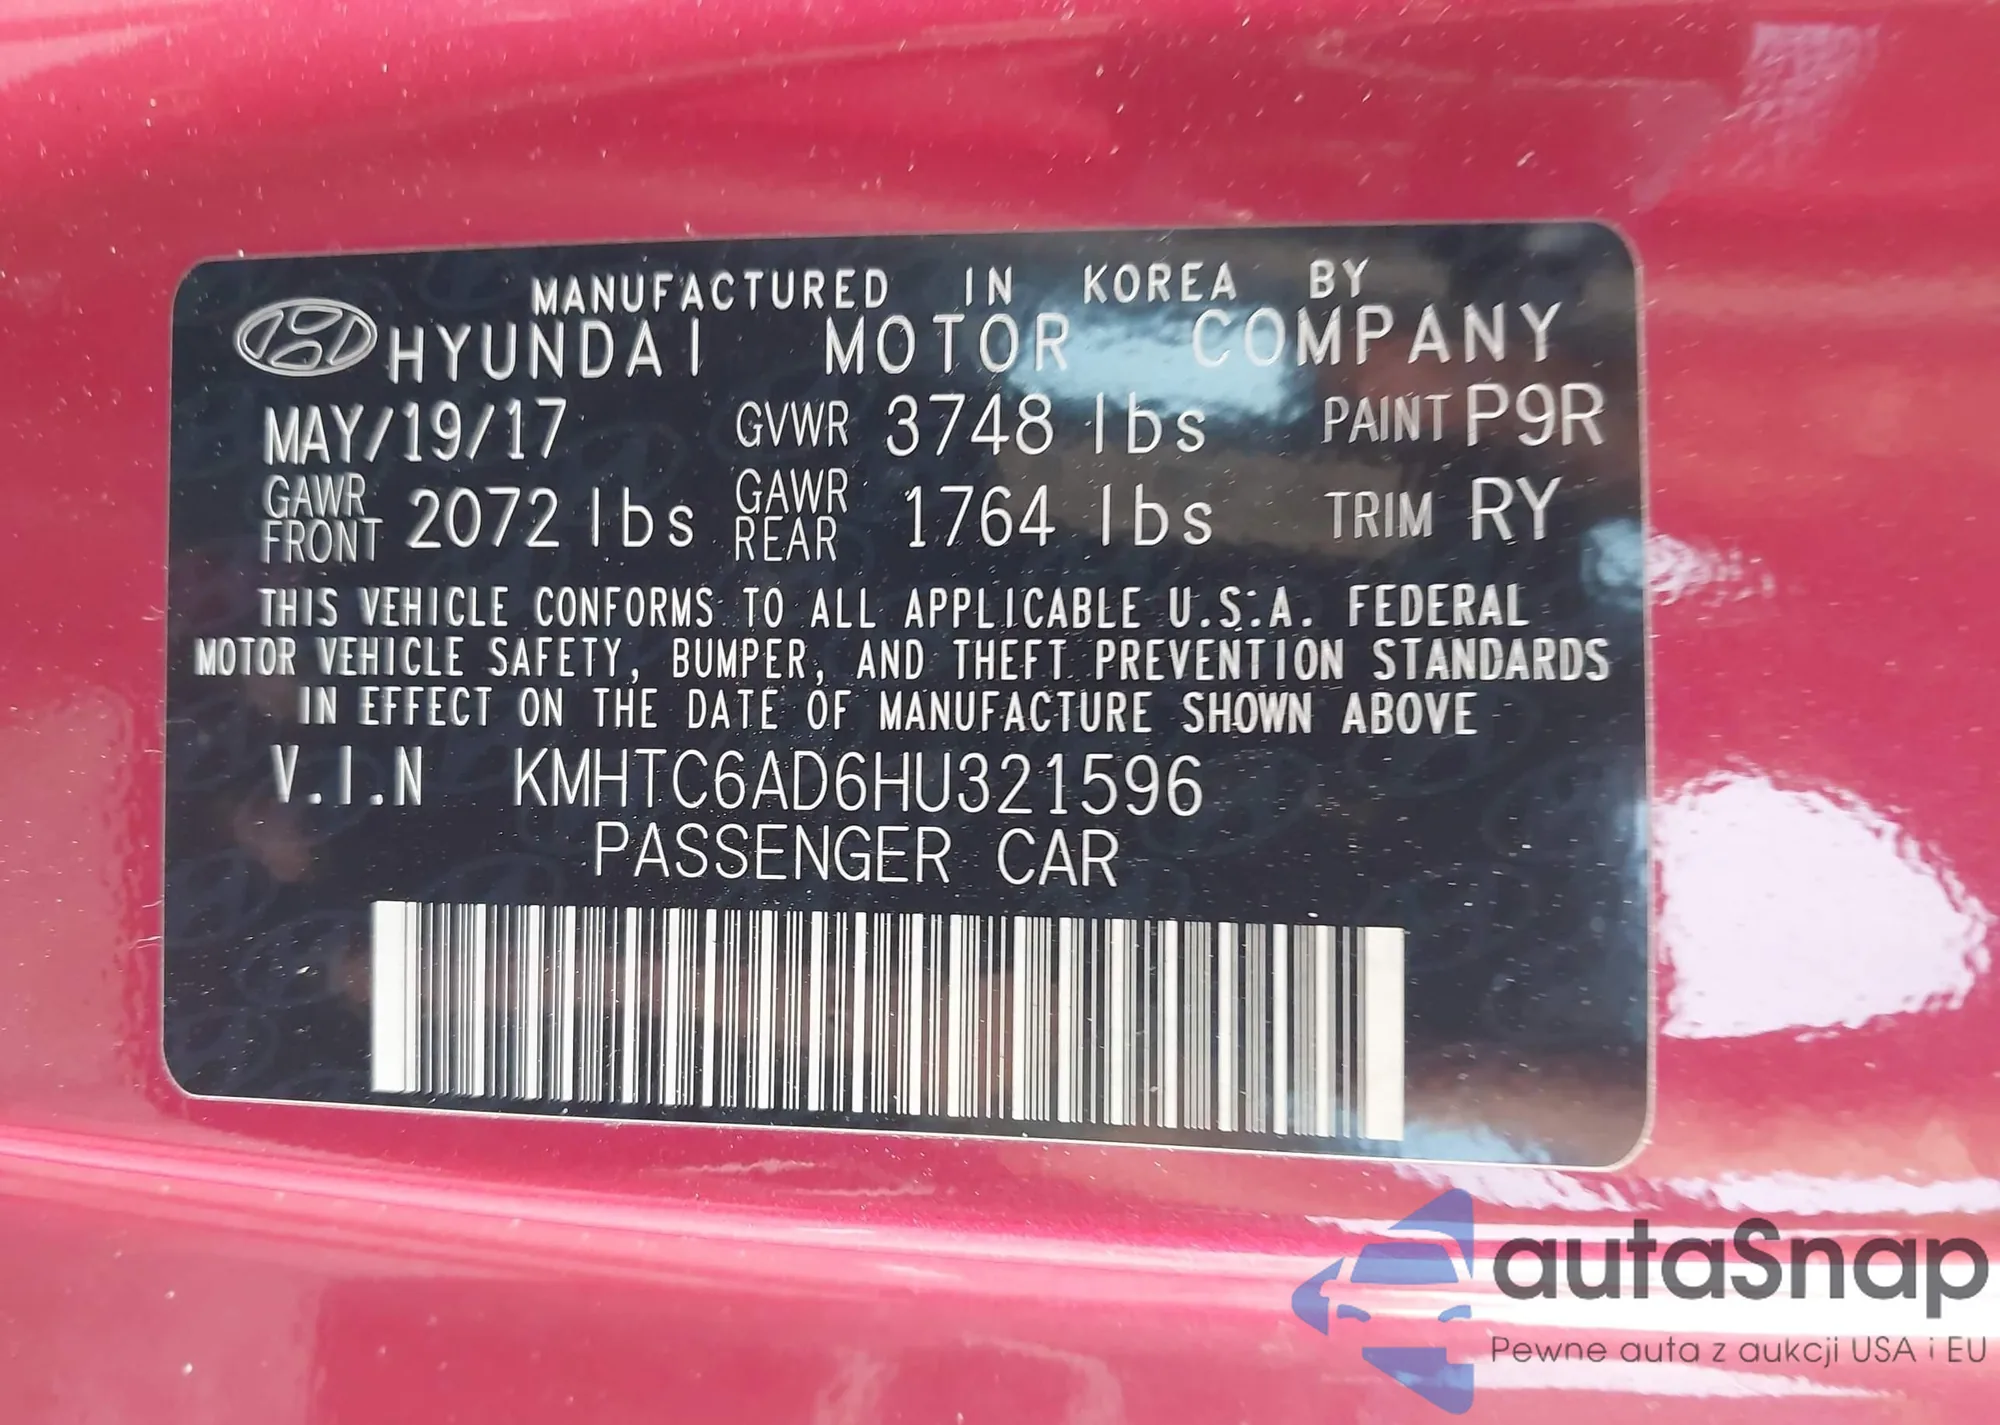 MANUFACTURED IN KOREA BY
HYUNDAI MOTOR COMPANY
MAY/19/17 GVWR 3748 lbs PAINT P9R
GAWR FRONT 2072 lbs GAWR REAR 1764 lbs TRIM RY
THIS VEHICLE CONFORMS TO ALL APPLICABLE U.S.A. FEDERAL
MOTOR VEHICLE SAFETY, BUMPER, AND THEFT PREVENTION STANDARDS
IN EFFECT ON THE DATE OF MANUFACTURE SHOWN ABOVE
V.I.N KMHTC6AD6HU321596
PASSENGER CAR
autaSnap
Pewne auta z aukcji USA i EU